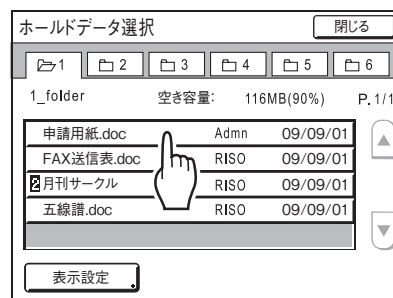 ホールドデータ選択 閉じる
1 2 3 4 5 6
1_folder 空き容量: 116MB(90%) P.1/1
申請用紙.doc Admn 09/09/01
FAX送信表.doc RISO 09/09/01
2 月刊サークル RISO 09/09/01
五線譜.doc RISO 09/09/01
表示設定